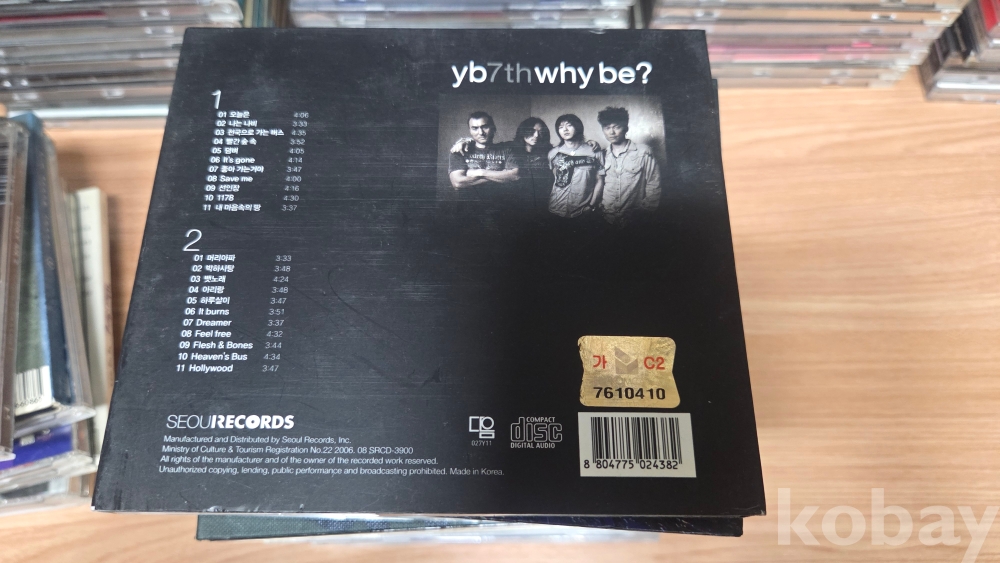 yb7thwhy be?
1
01 오늘은 4:06
02 나는 나비 3:33
03 천국으로 가는 버스 4:35
04 빨간 숲 속 3:52
05 담배 4:05
06 It's gone 4:14
07 돌아 가는거야 3:47
08 Save me 4:00
09 선인장 4:16
10 1178 4:30
11 내 마음속의 땅 3:37
2
01 머리아파 3:33
02 박하사탕 3:48
03 뱃노래 4:24
04 아리랑 3:48
05 하루살이 3:47
06 It burns 3:51
07 Dreamer 3:37
08 Feel free 4:32
09 Flesh & Bones 3:44
10 Heaven's Bus 4:34
11 Hollywood 3:47
가 C2
7610410
SEOULRECORDS
Manufactured and Distributed by Seoul Records, Inc.
Ministry of Culture & Tourism Registration No.22 2006. 08 SRCD-3900
All rights of the manufacturer and of the owner of the recorded work reserved.
Unauthorized copying, lending, public performance and broadcasting prohibited. Made in Korea.
027Y11
COMPACT
disc
DIGITAL AUDIO
8 804775 024382
kobay